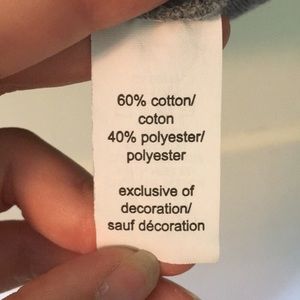 60% cotton/
coton
40% polyester/
polyester
exclusive of
decoration/
sauf décoration